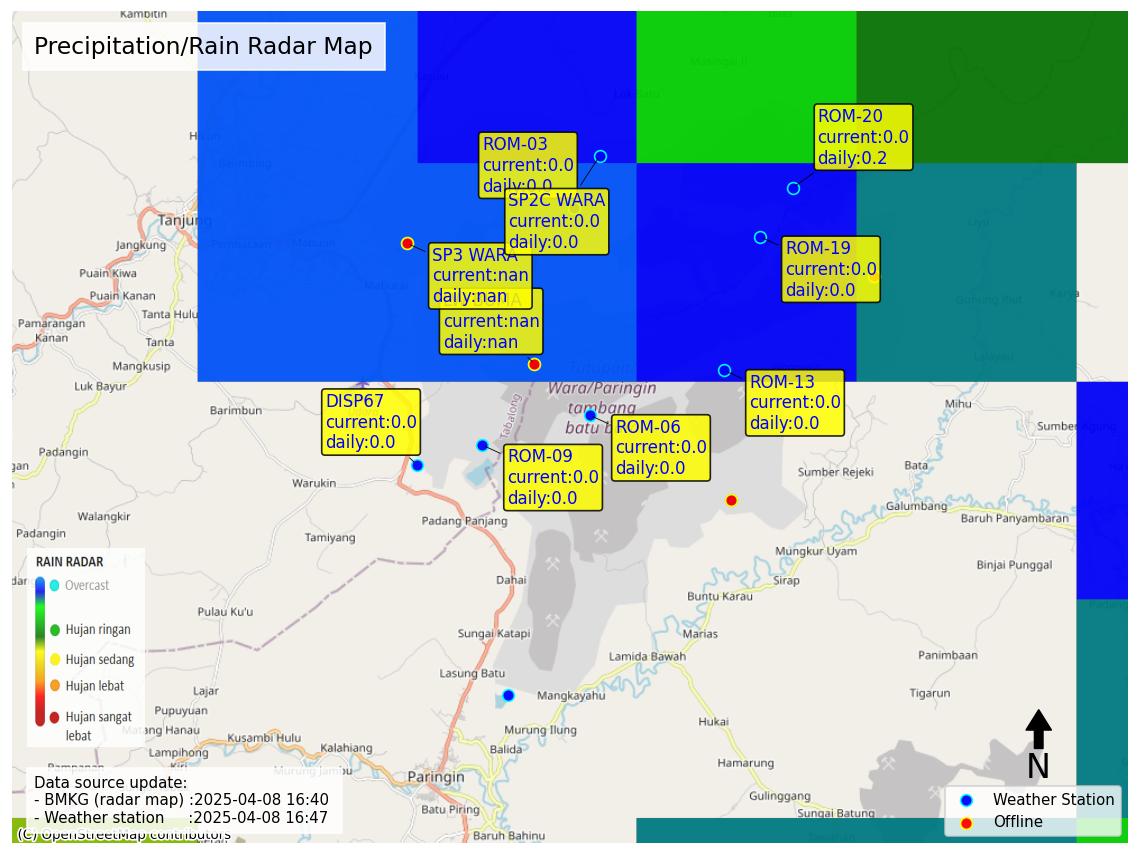 Kambitin
Precipitation/Rain Radar Map
Masingai II
ROM-20
current:0.0
daily:0.2
ROM-03
current:0.0
daily:0.0
SP2C WARA
current:0.0
daily:0.0
Tanjung
Jangkung
Maburai
SP3 WARA
current:nan
daily:nan
current:nan
daily:nan
ROM-19
current:0.0
daily:0.0
Puain Kiwa
Puain Kanan
Tanta Hulu
Karya
Pamarangan
Kanan
Tanta
Mangkusip
Luk Bayur
Wara/Paringin
tambang
batu b
Tabalong
ROM-13
current:0.0
daily:0.0
DISP67
current:0.0
daily:0.0
ROM-06
current:0.0
daily:0.0
ROM-09
current:0.0
daily:0.0
Barimbun
Mihu
Sumber Agung
Padangin
Warukin
Sumber Rejeki
Bata
Galumbang
Baruh Panyambaran
Walangkir
Padang Panjang
Padangin
Tamiyang
Mungkur Uyam
Binjai Punggal
Dahai
Sirap
Buntu Karau
Pulau Ku'u
Sungai Katapi
Marias
Lamida Bawah
Panimbaan
Lasung Batu
Mangkayahu
Tigarun
Lajar
Pupuyuan
Matang Hanau
Hukai
Kusambi Hulu
Murung Ilung
Lampihong
Kiri
Kalahiang
Balida
Hamarung
Pampanan
Murung Jambu
Paringin
Gulinggang
Batu Piring
Sungai Batung
Baruh Bahinu
RAIN RADAR
Overcast
Hujan ringan
Hujan sedang
Hujan lebat
Hujan sangat
lebat
Data source update:
- BMKG (radar map) :2025-04-08 16:40
- Weather station :2025-04-08 16:47
(C) OpenStreetMap contributors
N
Weather Station
Offline